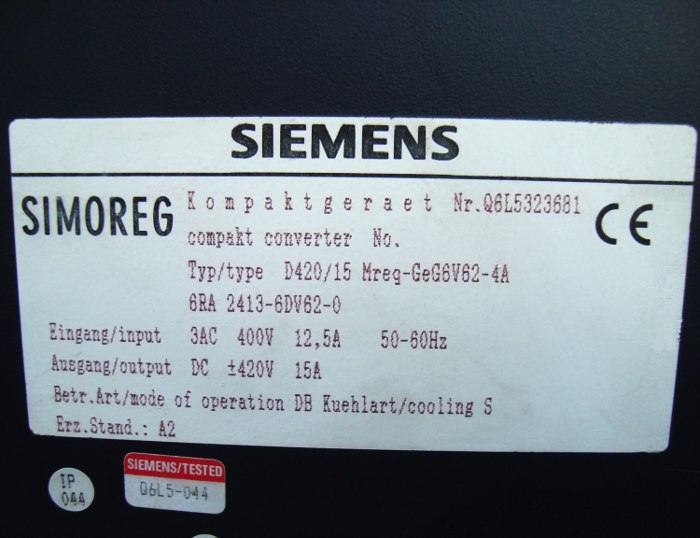 SIEMENS
SIMOREG Kompaktgeraet Nr.Q6L5323681 CE
compakt converter No.
Typ/type D420/15 Mreq-GeG6V62-4A
6RA 2413-6DV62-0
Eingang/input 3AC 400V 12,5A 50-60Hz
Ausgang/output DC ±420V 15A
Betr.Art/mode of operation DB Kuehlart/cooling S
Erz.Stand.: A2
IP
044
SIEMENS/TESTED
Q6L5-044